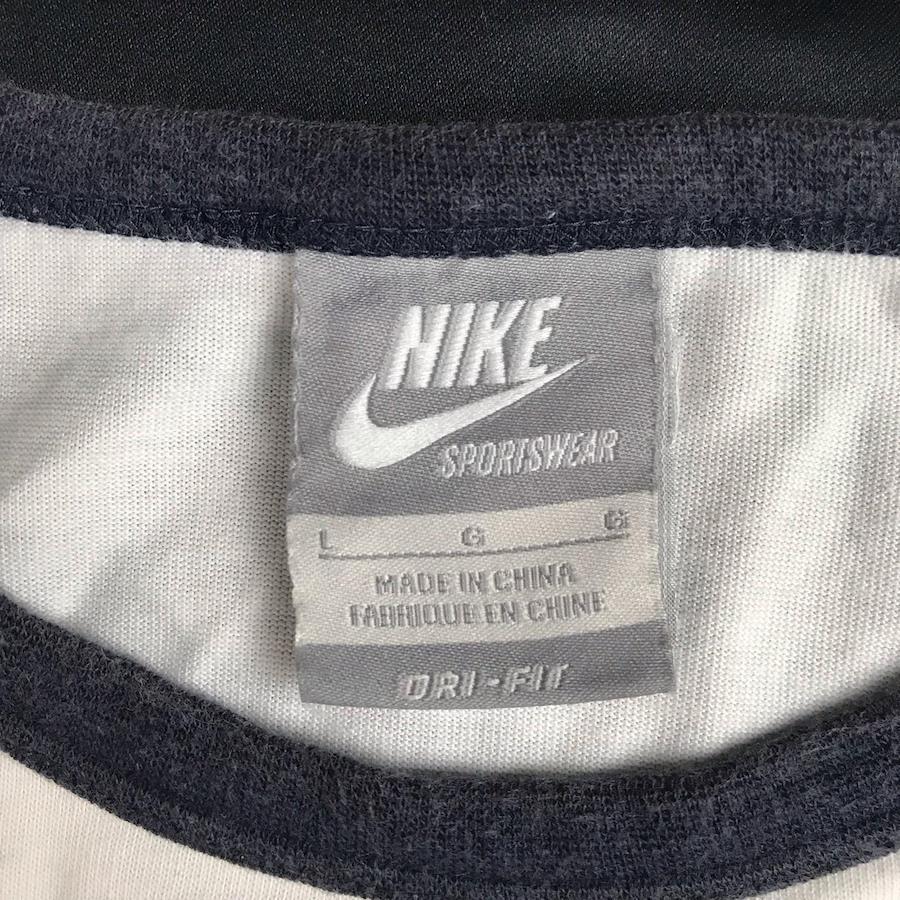 NIKE
SPORTSWEAR
L G G
MADE IN CHINA
FABRIQUE EN CHINE
DRI-FIT